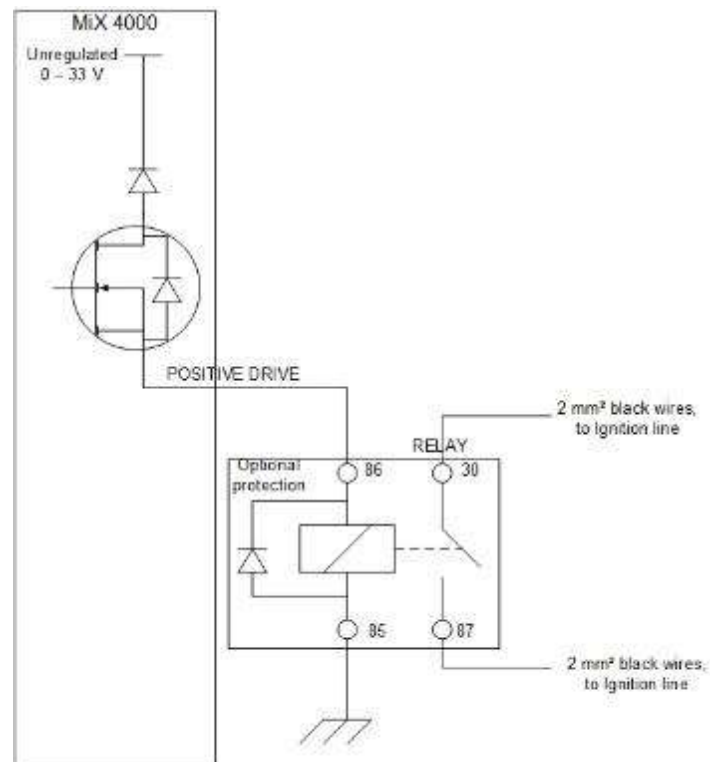 MiX 4000
Unregulated
0 – 33 V
POSITIVE DRIVE
2 mm² black wires,
to Ignition line
RELAY
Optional
protection
86
30
85
87
2 mm² black wires,
to Ignition line